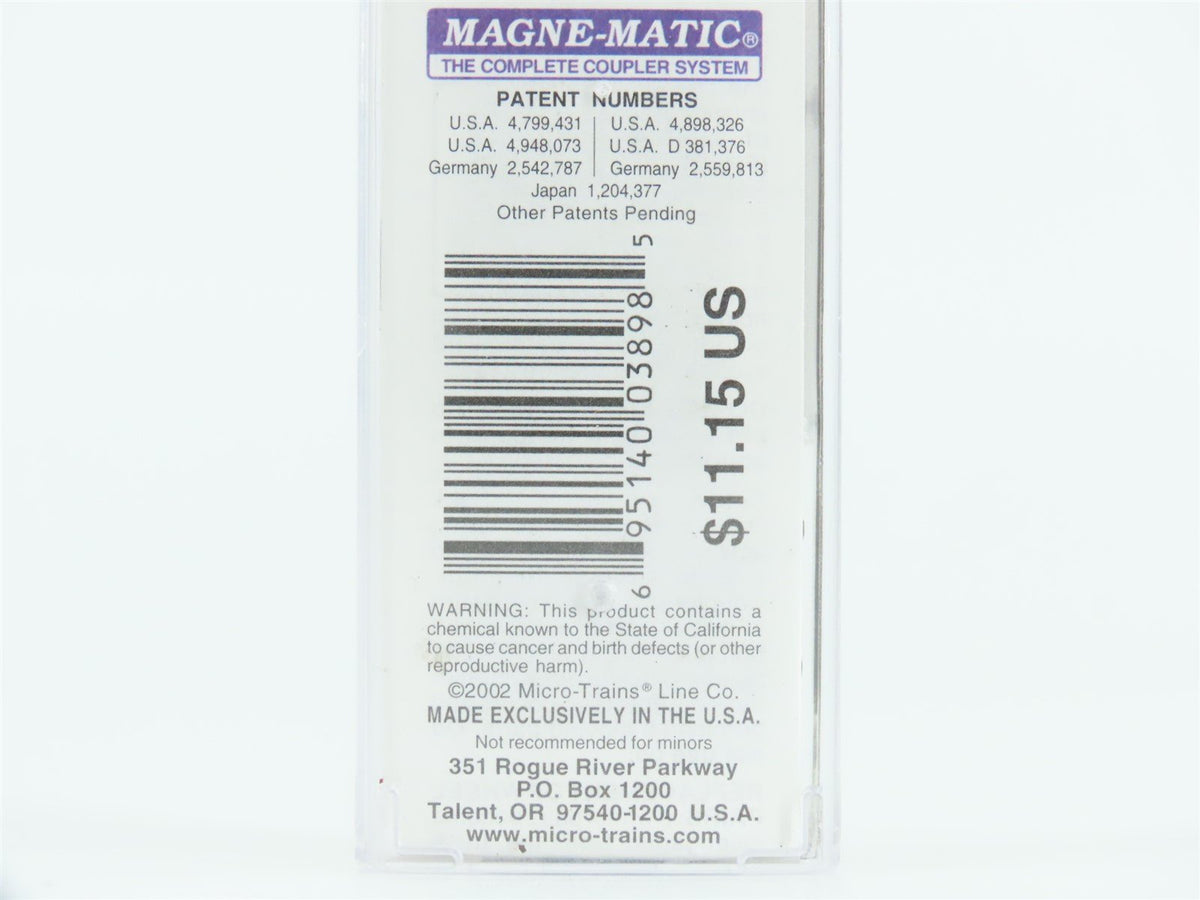 MAGNE-MATIC®
THE COMPLETE COUPLER SYSTEM
PATENT NUMBERS
U.S.A. 4,799,431 U.S.A. 4,898,326
U.S.A. 4,948,073 U.S.A. D 381,376
Germany 2,542,787 Germany 2,559,813
Japan 1,204,377
Other Patents Pending
6 95140 03898 5
$11.15 US
WARNING: This product contains a
chemical known to the State of California
to cause cancer and birth defects (or other
reproductive harm).
©2002 Micro-Trains® Line Co.
MADE EXCLUSIVELY IN THE U.S.A.
Not recommended for minors
351 Rogue River Parkway
P.O. Box 1200
Talent, OR 97540-1200 U.S.A.
www.micro-trains.com